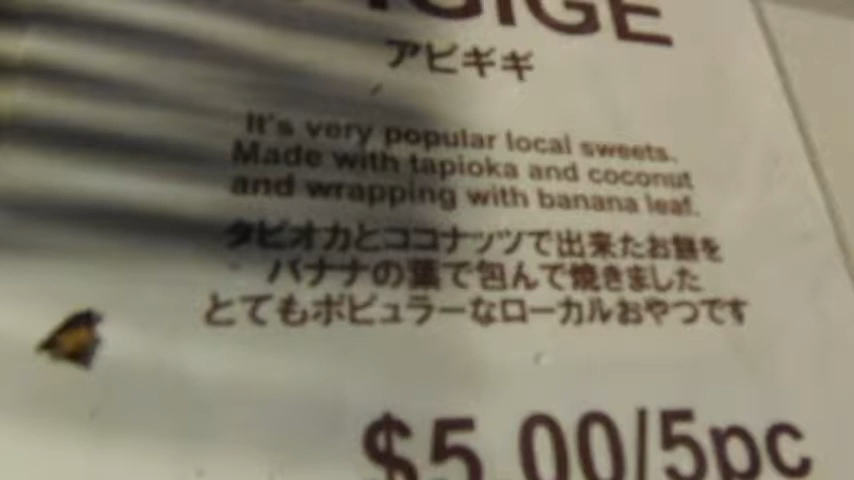 IGIGE
アピギギ
It's very popular local sweets.
Made with tapioka and coconut
and wrapping with banana leaf.
タピオカとココナッツで出来たお餅を
バナナの葉で包んで焼きました
とてもポピュラーなローカルおやつです
$5.00/5pc